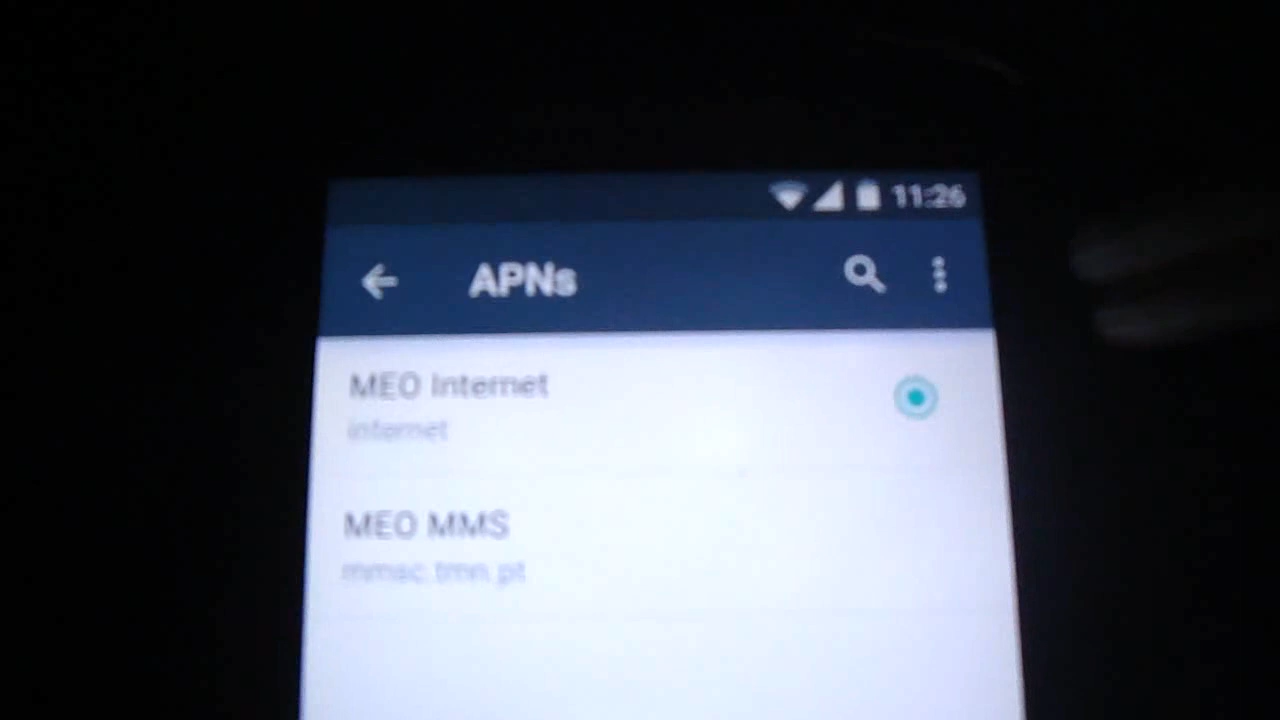 11:26
APNs
MEO Internet
internet
MEO MMS
mmsc.tmn.pt